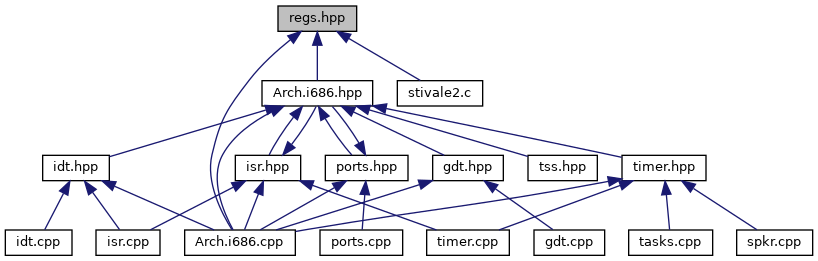 regs.hpp
Arch.i686.hpp
stivale2.c
idt.hpp
isr.hpp
ports.hpp
gdt.hpp
tss.hpp
timer.hpp
idt.cpp
isr.cpp
Arch.i686.cpp
ports.cpp
timer.cpp
gdt.cpp
tasks.cpp
spkr.cpp